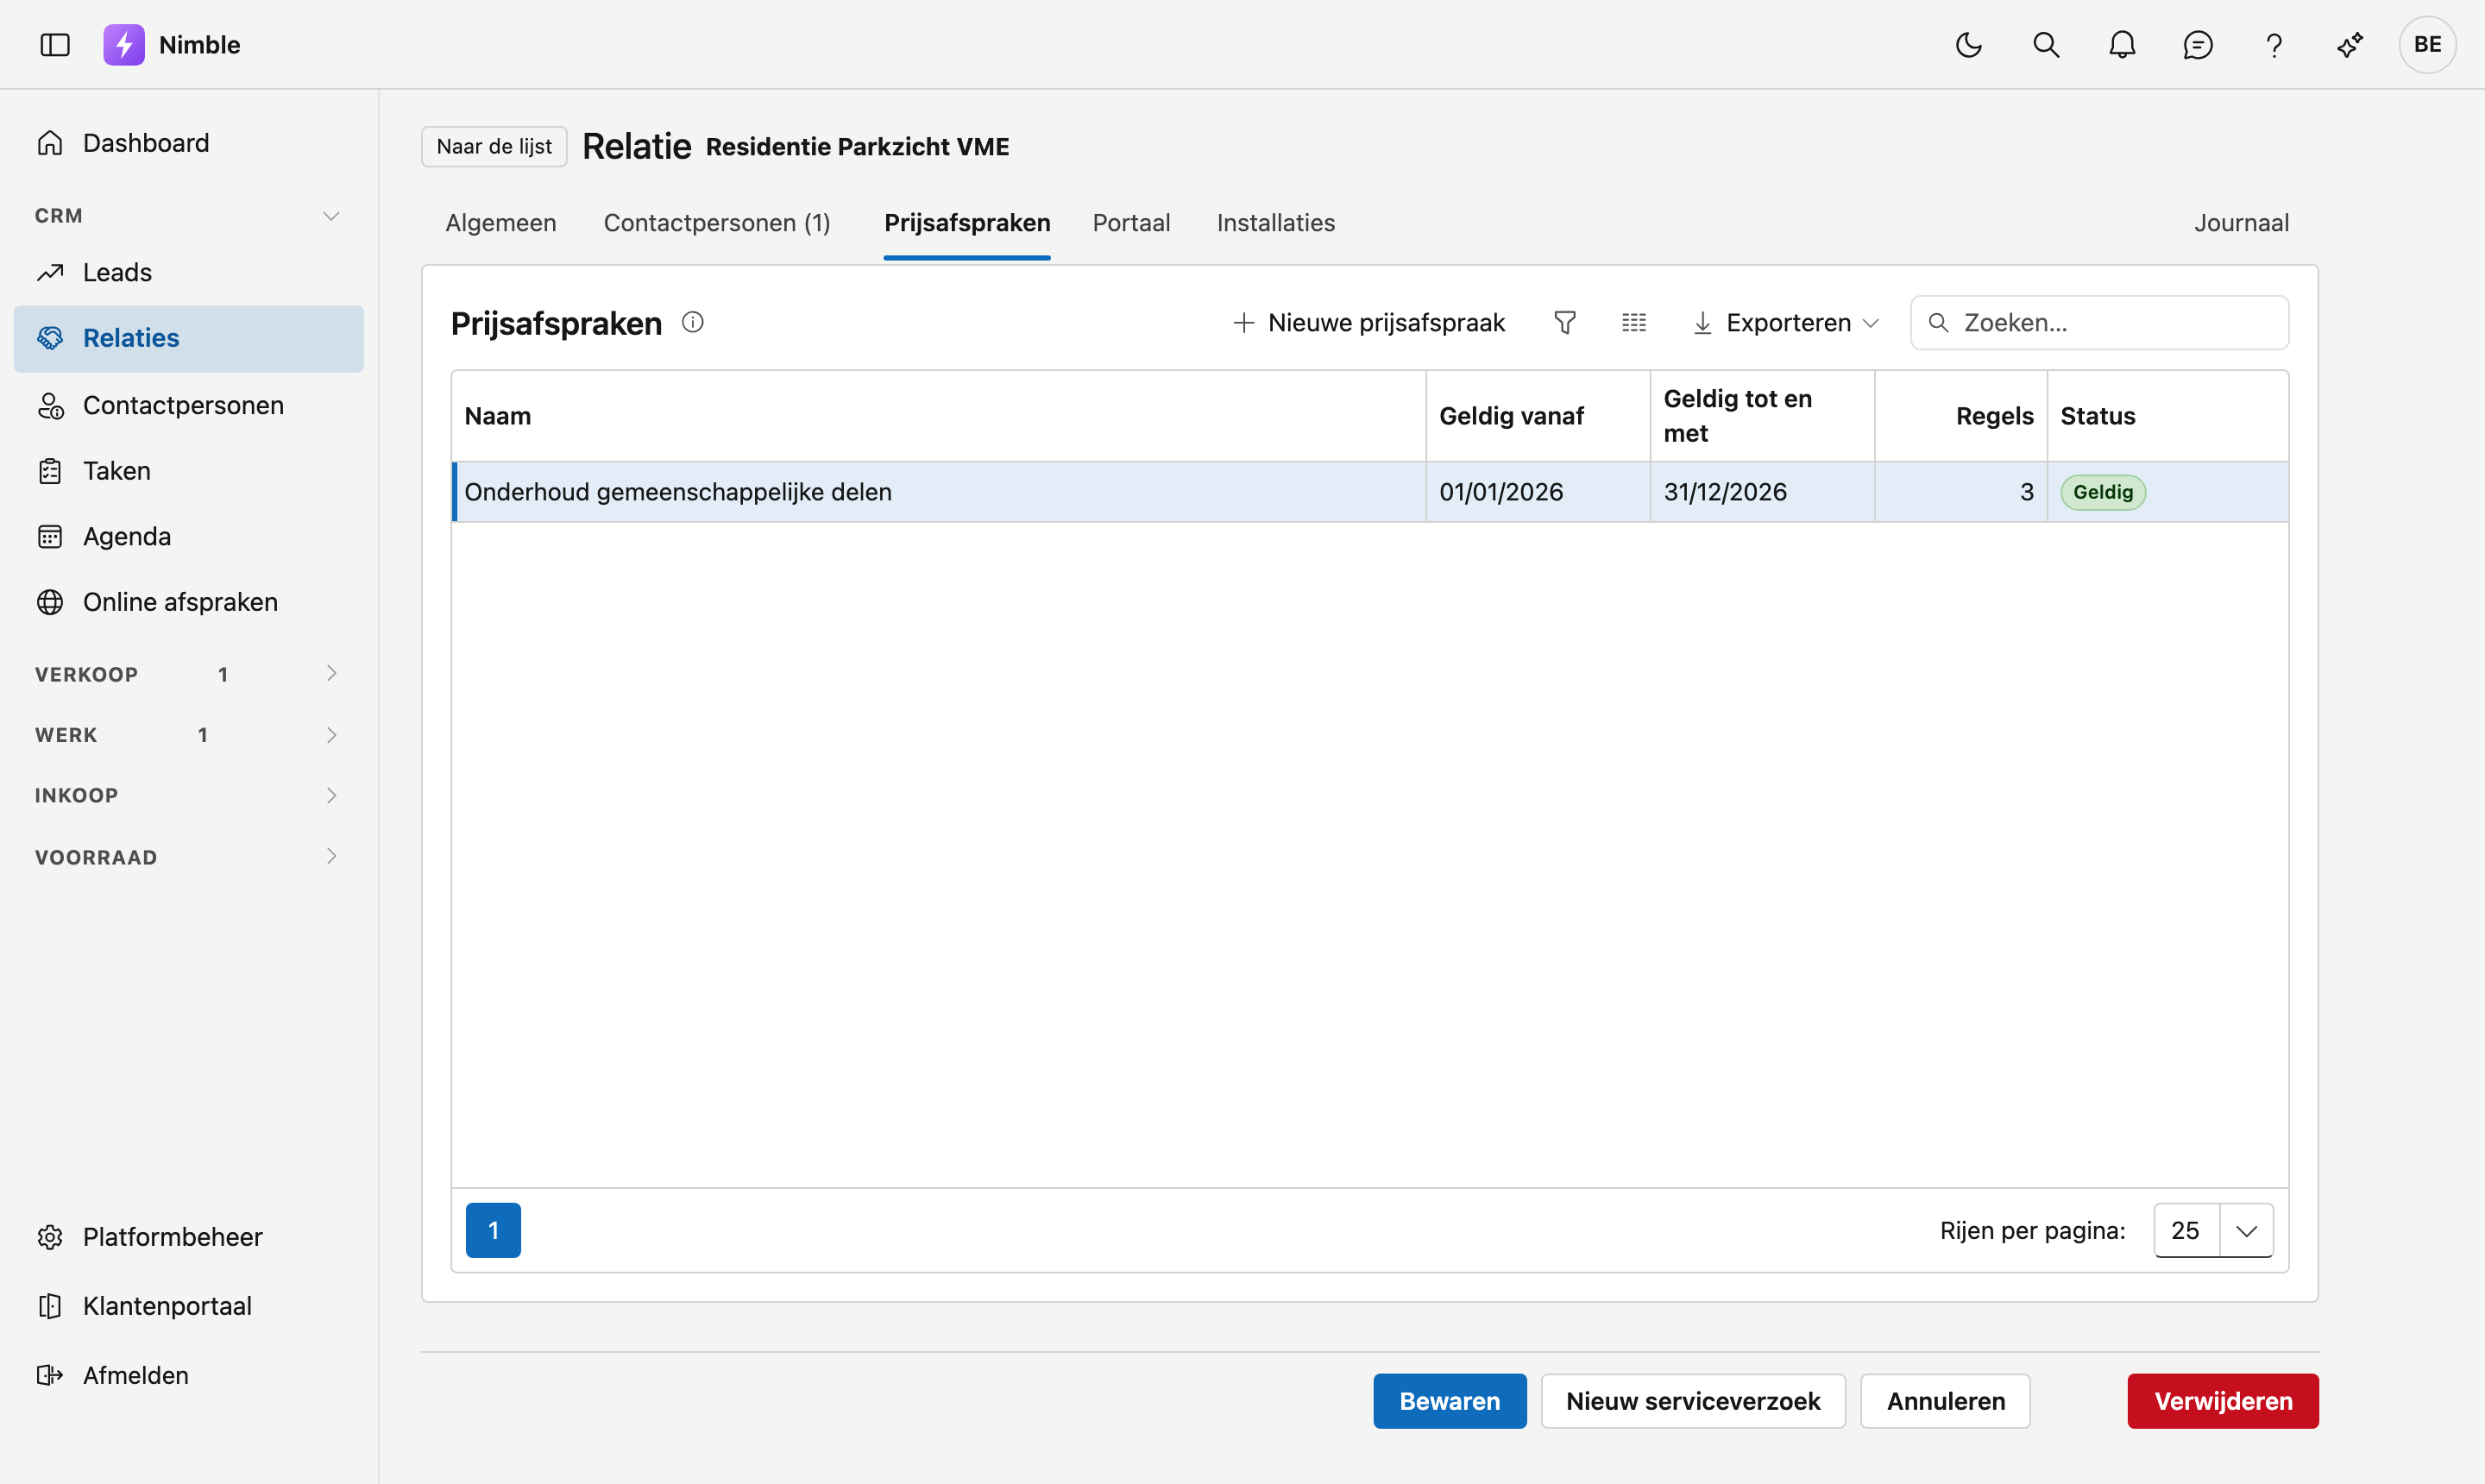 Nimble
BE
Dashboard
CRM
Leads
Relaties
Contactpersonen
Taken
Agenda
Online afspraken
VERKOOP 1
WERK 1
INKOOP
VOORRAAD
Platformbeheer
Klantenportaal
Afmelden
Naar de lijst Relatie Residentie Parkzicht VME
Algemeen Contactpersonen (1) Prijsafspraken Portaal Installaties Journaal
Prijsafspraken Nieuwe prijsafspraak Exporteren Zoeken...
Naam Geldig vanaf Geldig tot en met Regels Status
Onderhoud gemeenschappelijke delen 01/01/2026 31/12/2026 3 Geldig
1 Rijen per pagina: 25
Bewaren Nieuw serviceverzoek Annuleren Verwijderen